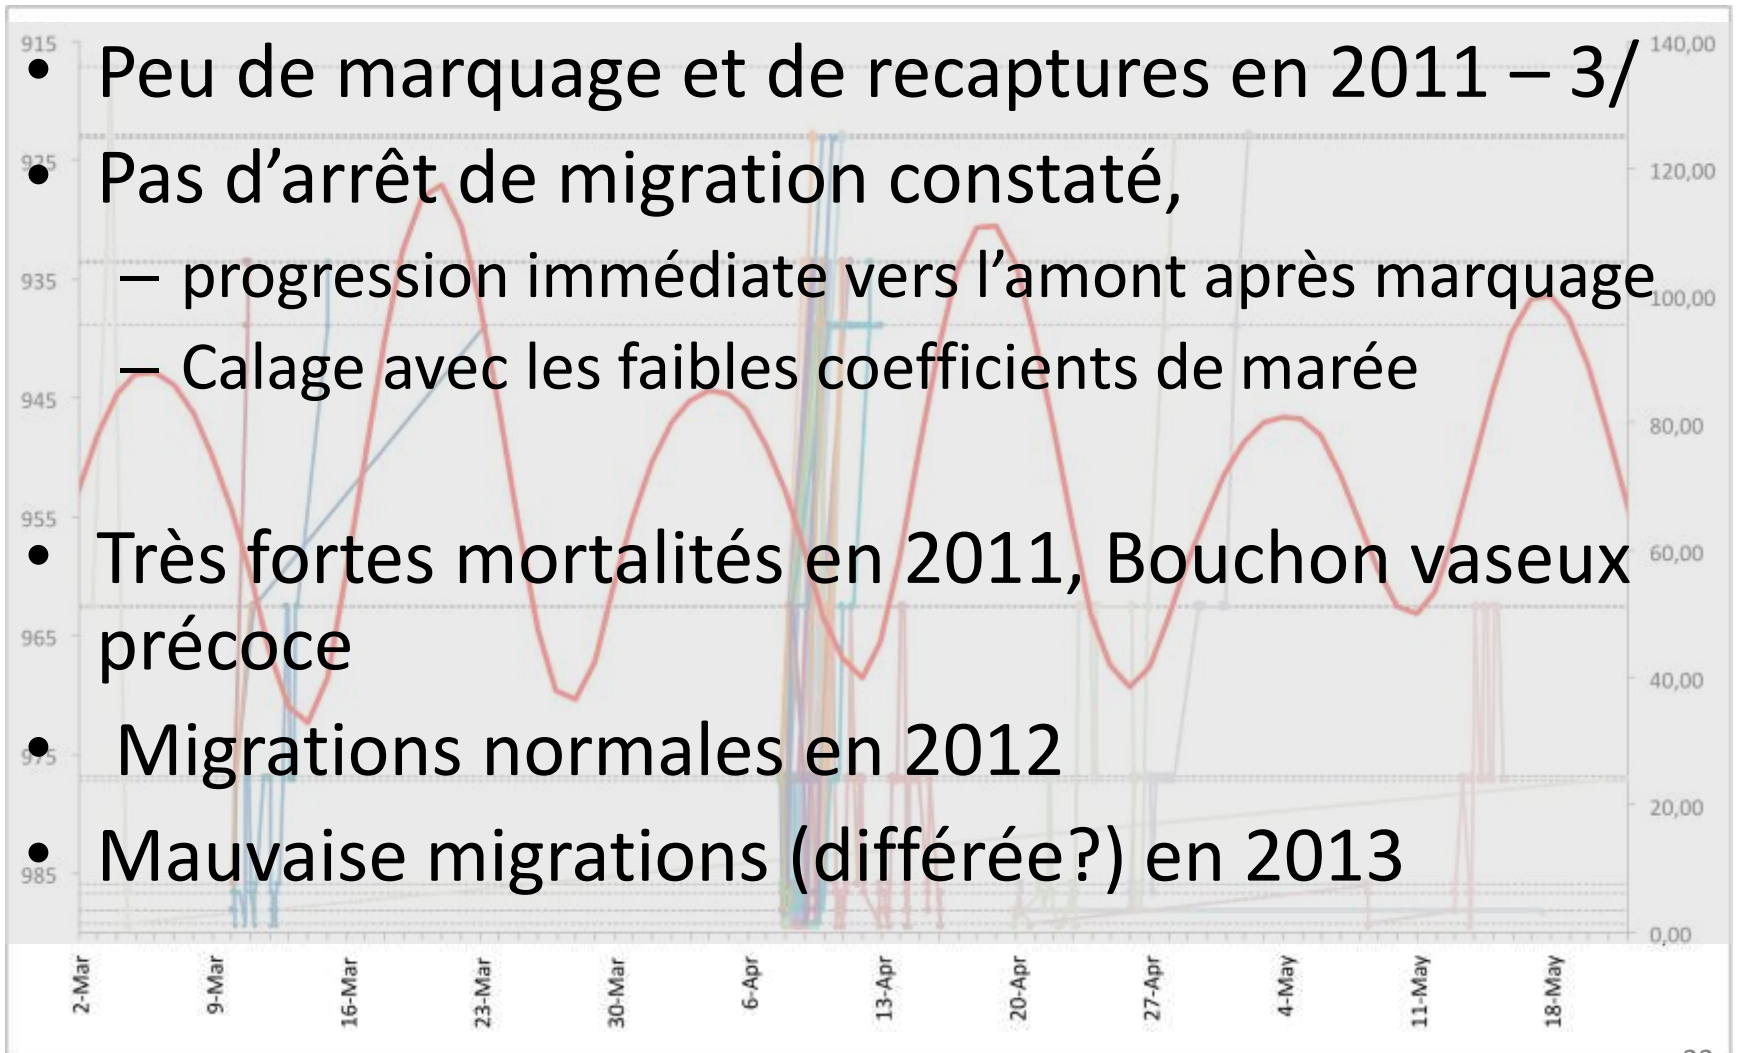 • Peu de marquage et de recaptures en 2011 – 3/
• Pas d’arrêt de migration constaté,
– progression immédiate vers l’amont après marquage
– Calage avec les faibles coefficients de marée
• Très fortes mortalités en 2011, Bouchon vaseux
précoce
• Migrations normales en 2012
• Mauvaise migrations (différée?) en 2013
915
925
935
945
955
965
975
985
140,00
120,00
100,00
80,00
60,00
40,00
20,00
0,00
2-Mar
9-Mar
16-Mar
23-Mar
30-Mar
6-Apr
13-Apr
20-Apr
27-Apr
4-May
11-May
18-May